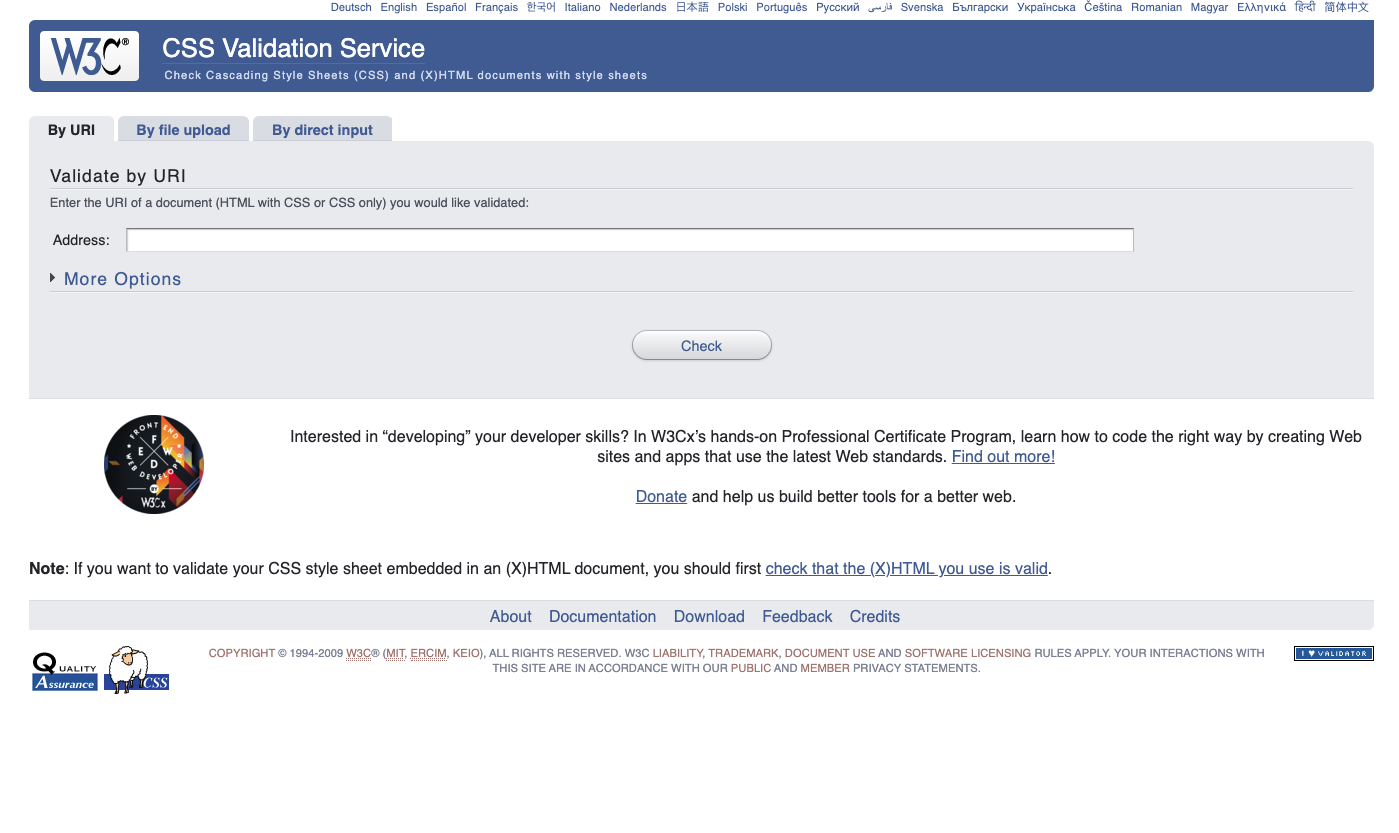 Deutsch English Español Français 한국어 Italiano Nederlands 日本語 Polski Português Русский فارسی Svenska Български Українська Čeština Romanian Magyar Ελληνικά हिन्दी 简体中文
W3C®
CSS Validation Service
Check Cascading Style Sheets (CSS) and (X)HTML documents with style sheets
By URI
By file upload
By direct input
Validate by URI
Enter the URI of a document (HTML with CSS or CSS only) you would like validated:
Address:
More Options
Check
FRONT END
F E W D
WEB DEVELOPER
W3Cx
Interested in “developing” your developer skills? In W3Cx’s hands-on Professional Certificate Program, learn how to code the right way by creating Web
sites and apps that use the latest Web standards. Find out more!
Donate and help us build better tools for a better web.
Note: If you want to validate your CSS style sheet embedded in an (X)HTML document, you should first check that the (X)HTML you use is valid.
About Documentation Download Feedback Credits
QUALITY
Assurance
CSS
COPYRIGHT © 1994-2009 W3C® (MIT, ERCIM, KEIO), ALL RIGHTS RESERVED. W3C LIABILITY, TRADEMARK, DOCUMENT USE AND SOFTWARE LICENSING RULES APPLY. YOUR INTERACTIONS WITH
THIS SITE ARE IN ACCORDANCE WITH OUR PUBLIC AND MEMBER PRIVACY STATEMENTS.
I ♥ VALIDATOR